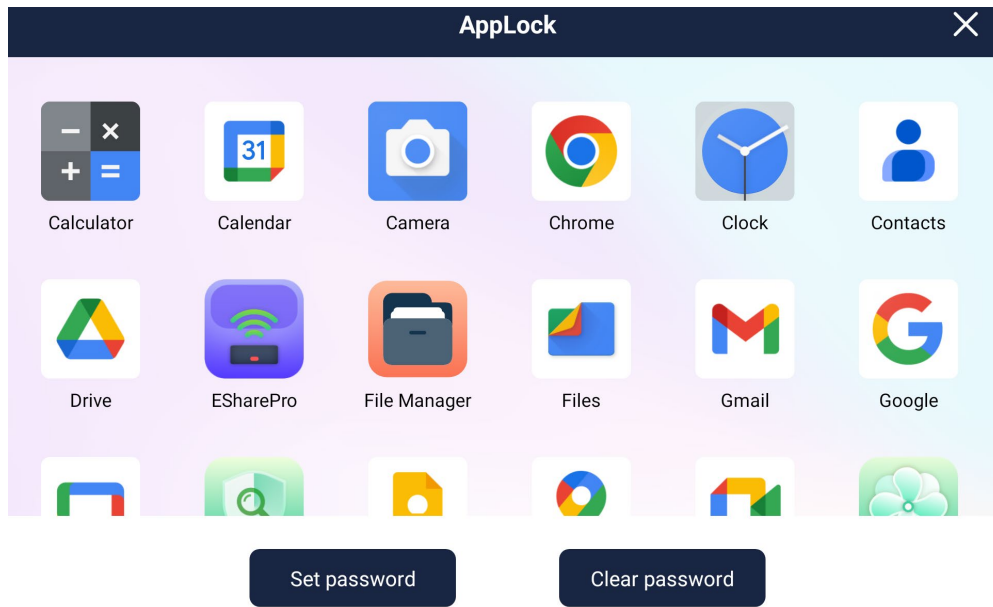 AppLock
31
Calculator
Calendar
Camera
Chrome
Clock
Contacts
Drive
ESharePro
File Manager
Files
Gmail
Google
Set password
Clear password